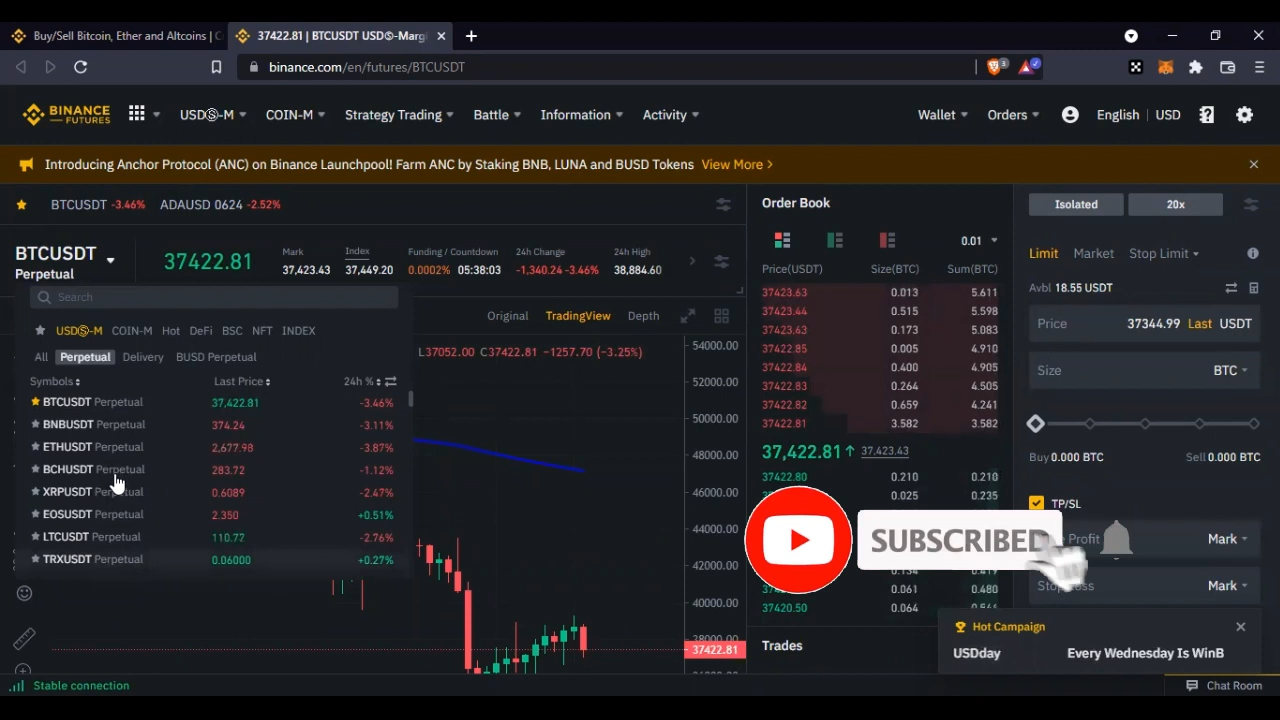 Buy/Sell Bitcoin, Ether and Altcoins |
37422.81 | BTCUSDT USDⓈ-Margi
binance.com/en/futures/BTCUSDT
BINANCE
FUTURES
USDⓈ-M
COIN-M
Strategy Trading
Battle
Information
Activity
Wallet
Orders
English
USD
Introducing Anchor Protocol (ANC) on Binance Launchpool! Farm ANC by Staking BNB, LUNA and BUSD Tokens View More >
BTCUSDT -3.46% ADAUSD 0624 -2.52%
BTCUSDT
Perpetual
37422.81
Mark
37,423.43
Index
37,449.20
Funding / Countdown
0.0002% 05:38:03
24h Change
-1,340.24 -3.46%
24h High
38,884.60
Search
USDⓈ-M COIN-M Hot DeFi BSC NFT INDEX
All Perpetual Delivery BUSD Perpetual
Symbols Last Price 24h %
BTCUSDT Perpetual 37,422.81 -3.46%
BNBUSDT Perpetual 374.24 -3.11%
ETHUSDT Perpetual 2,677.98 -3.87%
BCHUSDT Perpetual 283.72 -1.12%
XRPUSDT Perpetual 0.6089 -2.47%
EOSUSDT Perpetual 2.350 +0.51%
LTCUSDT Perpetual 110.77 -2.76%
TRXUSDT Perpetual 0.06000 +0.27%
Original TradingView Depth
L37052.00 C37422.81 −1257.70 (−3.25%)
54000.00
52000.00
50000.00
48000.00
46000.00
44000.00
42000.00
40000.00
38000.00
37422.81
Stable connection
Order Book
0.01
Price(USDT) Size(BTC) Sum(BTC)
37423.63 0.013 5.611
37423.44 0.515 5.598
37423.43 0.173 5.083
37422.85 0.005 4.910
37422.84 0.400 4.905
37422.83 0.264 4.505
37422.82 0.659 4.241
37422.81 3.582 3.582
37,422.81 37,423.43
37422.80 0.210 0.210
0.025 0.235
0.061 0.480
37420.50 0.064
Trades
Isolated
20x
Limit Market Stop Limit
Avbl 18.55 USDT
Price 37344.99 Last USDT
Size BTC
Buy 0.000 BTC Sell 0.000 BTC
TP/SL
Profit Mark
Mark
SUBSCRIBED
Hot Campaign
USDday Every Wednesday Is WinB
Chat Room